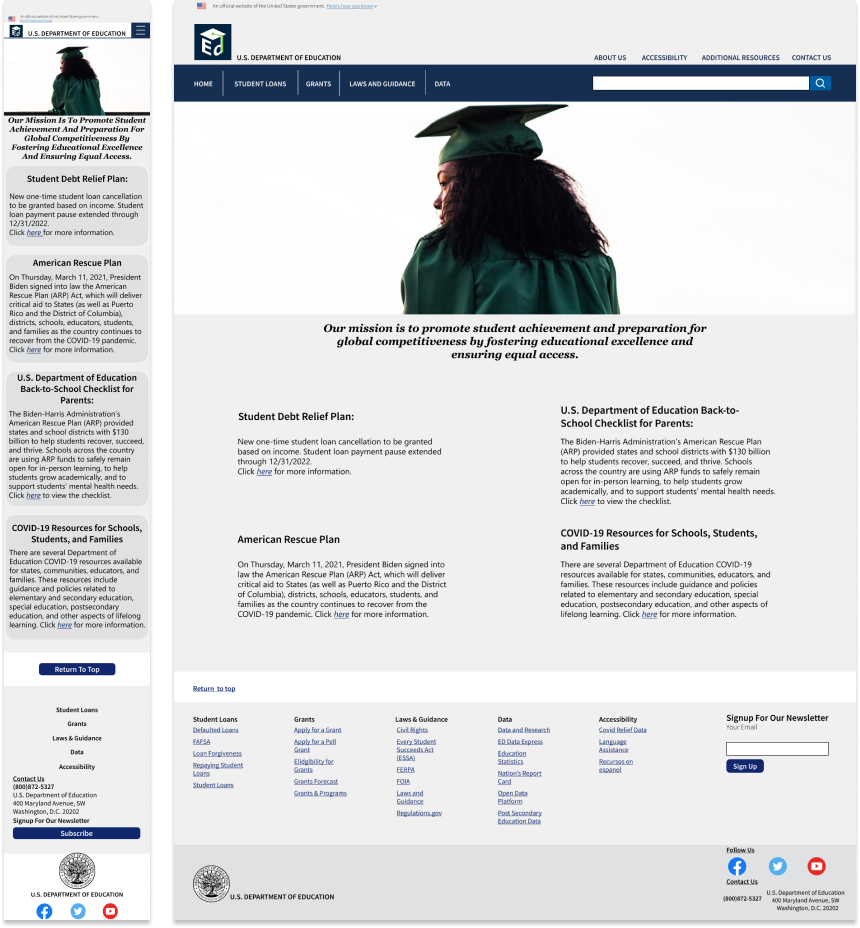 An official website of the United States government.
Here's how you know
U.S. DEPARTMENT OF EDUCATION
Our Mission Is To Promote Student
Achievement And Preparation For
Global Competitiveness By
Fostering Educational Excellence
And Ensuring Equal Access.
Student Debt Relief Plan:
New one-time student loan cancellation
to be granted based on income. Student
loan payment pause extended through
12/31/2022.
Click here for more information.
American Rescue Plan
On Thursday, March 11, 2021, President
Biden signed into law the American
Rescue Plan (ARP) Act, which will deliver
critical aid to States (as well as Puerto
Rico and the District of Columbia),
districts, schools, educators, students,
and families as the country continues to
recover from the COVID-19 pandemic.
Click here for more information.
U.S. Department of Education
Back-to-School Checklist for
Parents:
The Biden-Harris Administration's
American Rescue Plan (ARP) provided
states and school districts with $130
billion to help students recover, succeed,
and thrive. Schools across the country
are using ARP funds to safely remain
open for in-person learning, to help
students grow academically, and to
support students' mental health needs.
Click here to view the checklist.
COVID-19 Resources for Schools,
Students, and Families
There are several Department of
Education COVID-19 resources available
for states, communities, educators, and
families. These resources include
guidance and policies related to
elementary and secondary education,
special education, postsecondary
education, and other aspects of lifelong
learning. Click here for more information.
Return To Top
Student Loans
Grants
Laws & Guidance
Data
Accessibility
Contact Us
(800)872-5327
U.S. Department of Education
400 Maryland Avenue, SW
Washington, D.C. 20202
Signup For Our Newsletter
Subscribe
U.S. DEPARTMENT OF EDUCATION
An official website of the United States government. Here's how you know
Ed
U.S. DEPARTMENT OF EDUCATION
ABOUT US ACCESSIBILITY ADDITIONAL RESOURCES CONTACT US
HOME STUDENT LOANS GRANTS LAWS AND GUIDANCE DATA
Our mission is to promote student achievement and preparation for
global competitiveness by fostering educational excellence and
ensuring equal access.
Student Debt Relief Plan:
New one-time student loan cancellation to be granted
based on income. Student loan payment pause extended
through 12/31/2022.
Click here for more information.
U.S. Department of Education Back-to-
School Checklist for Parents:
The Biden-Harris Administration's American Rescue Plan
(ARP) provided states and school districts with $130 billion
to help students recover, succeed, and thrive. Schools
across the country are using ARP funds to safely remain
open for in-person learning, to help students grow
academically, and to support students' mental health needs.
Click here to view the checklist.
American Rescue Plan
On Thursday, March 11, 2021, President Biden signed into
law the American Rescue Plan (ARP) Act, which will deliver
critical aid to States (as well as Puerto Rico and the District
of Columbia), districts, schools, educators, students, and
families as the country continues to recover from the
COVID-19 pandemic. Click here for more information.
COVID-19 Resources for Schools, Students,
and Families
There are several Department of Education COVID-19
resources available for states, communities, educators, and
families. These resources include guidance and policies
related to elementary and secondary education, special
education, postsecondary education, and other aspects of
lifelong learning. Click here for more information.
Return to top
Student Loans
Defaulted Loans
FAFSA
Loan Forgiveness
Repaying Student
Loans
Student Loans
Grants
Apply for a Grant
Apply for a Pell
Grant
Elidgibility for
Grants
Grants Forecast
Grants & Programs
Laws & Guidance
Civil Rights
Every Student
Succeeds Act
(ESSA)
FERPA
FOIA
Laws and
Guidance
Regulations.gov
Data
Data and Research
ED Data Express
Education
Statistics
Nation's Report
Card
Open Data
Platform
Post Secondary
Education Data
Accessibility
Covid Relief Data
Language
Assistance
Recursos en
espanol
Signup For Our Newsletter
Your Email
Sign Up
U.S. DEPARTMENT OF EDUCATION
Follow Us
Contact Us
(800)872-5327
U.S. Department of Education
400 Maryland Avenue, SW
Washington, D.C. 20202